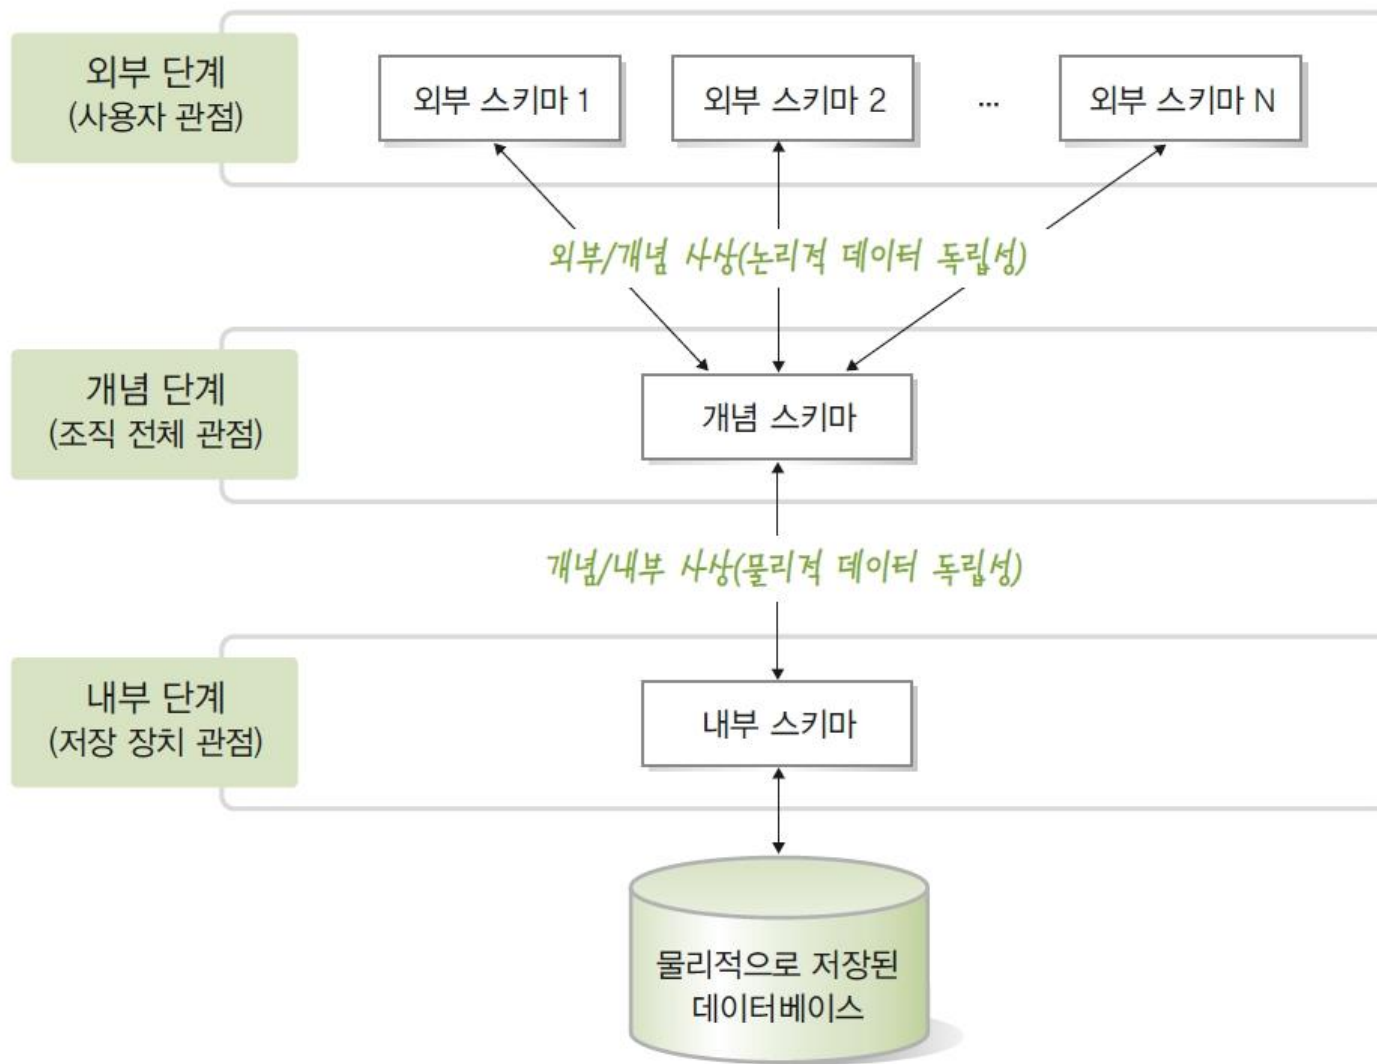 외부 단계
(사용자 관점)
외부 스키마 1
외부 스키마 2
...
외부 스키마 N
외부/개념 사상(논리적 데이터 독립성)
개념 단계
(조직 전체 관점)
개념 스키마
개념/내부 사상(물리적 데이터 독립성)
내부 단계
(저장 장치 관점)
내부 스키마
물리적으로 저장된
데이터베이스